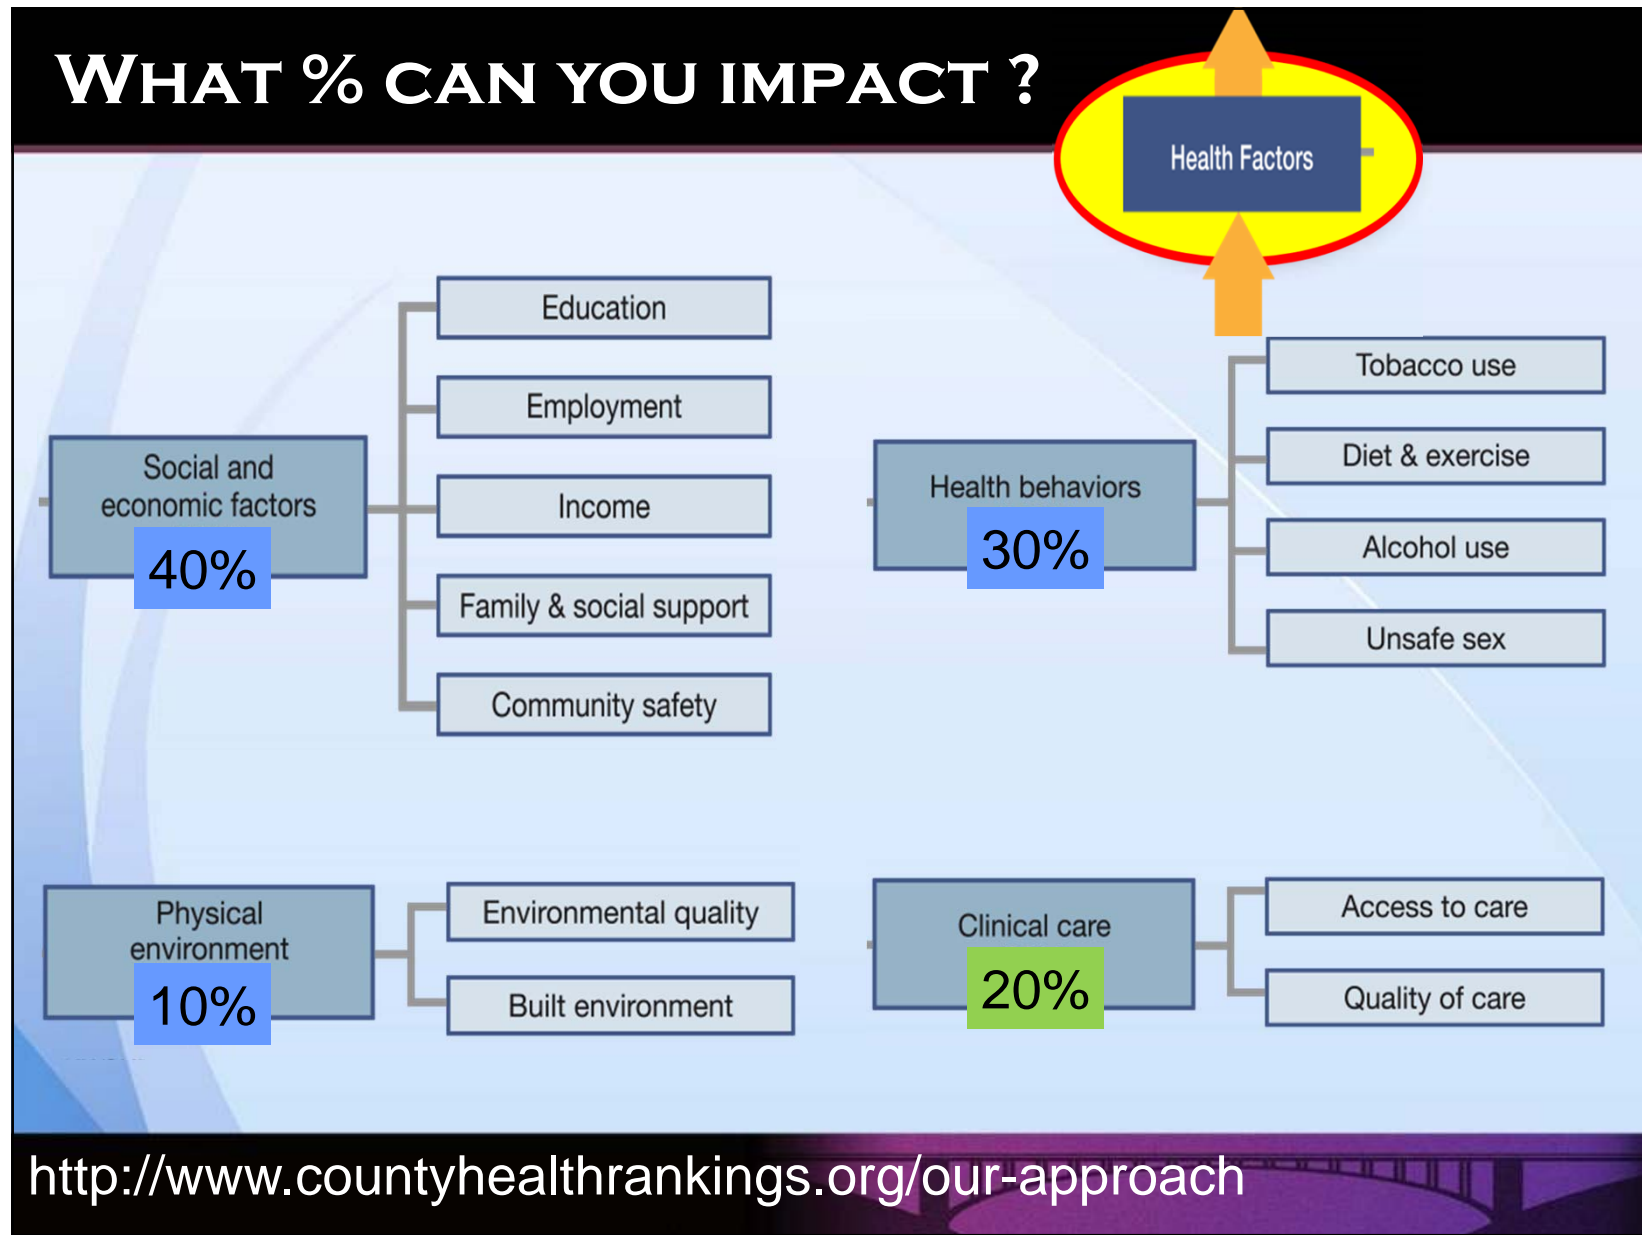 WHAT % CAN YOU IMPACT ?
Health Factors
Social and
economic factors
40%
Education
Employment
Income
Family & social support
Community safety
Health behaviors
30%
Tobacco use
Diet & exercise
Alcohol use
Unsafe sex
Physical
environment
10%
Environmental quality
Built environment
Clinical care
20%
Access to care
Quality of care
http://www.countyhealthrankings.org/our-approach